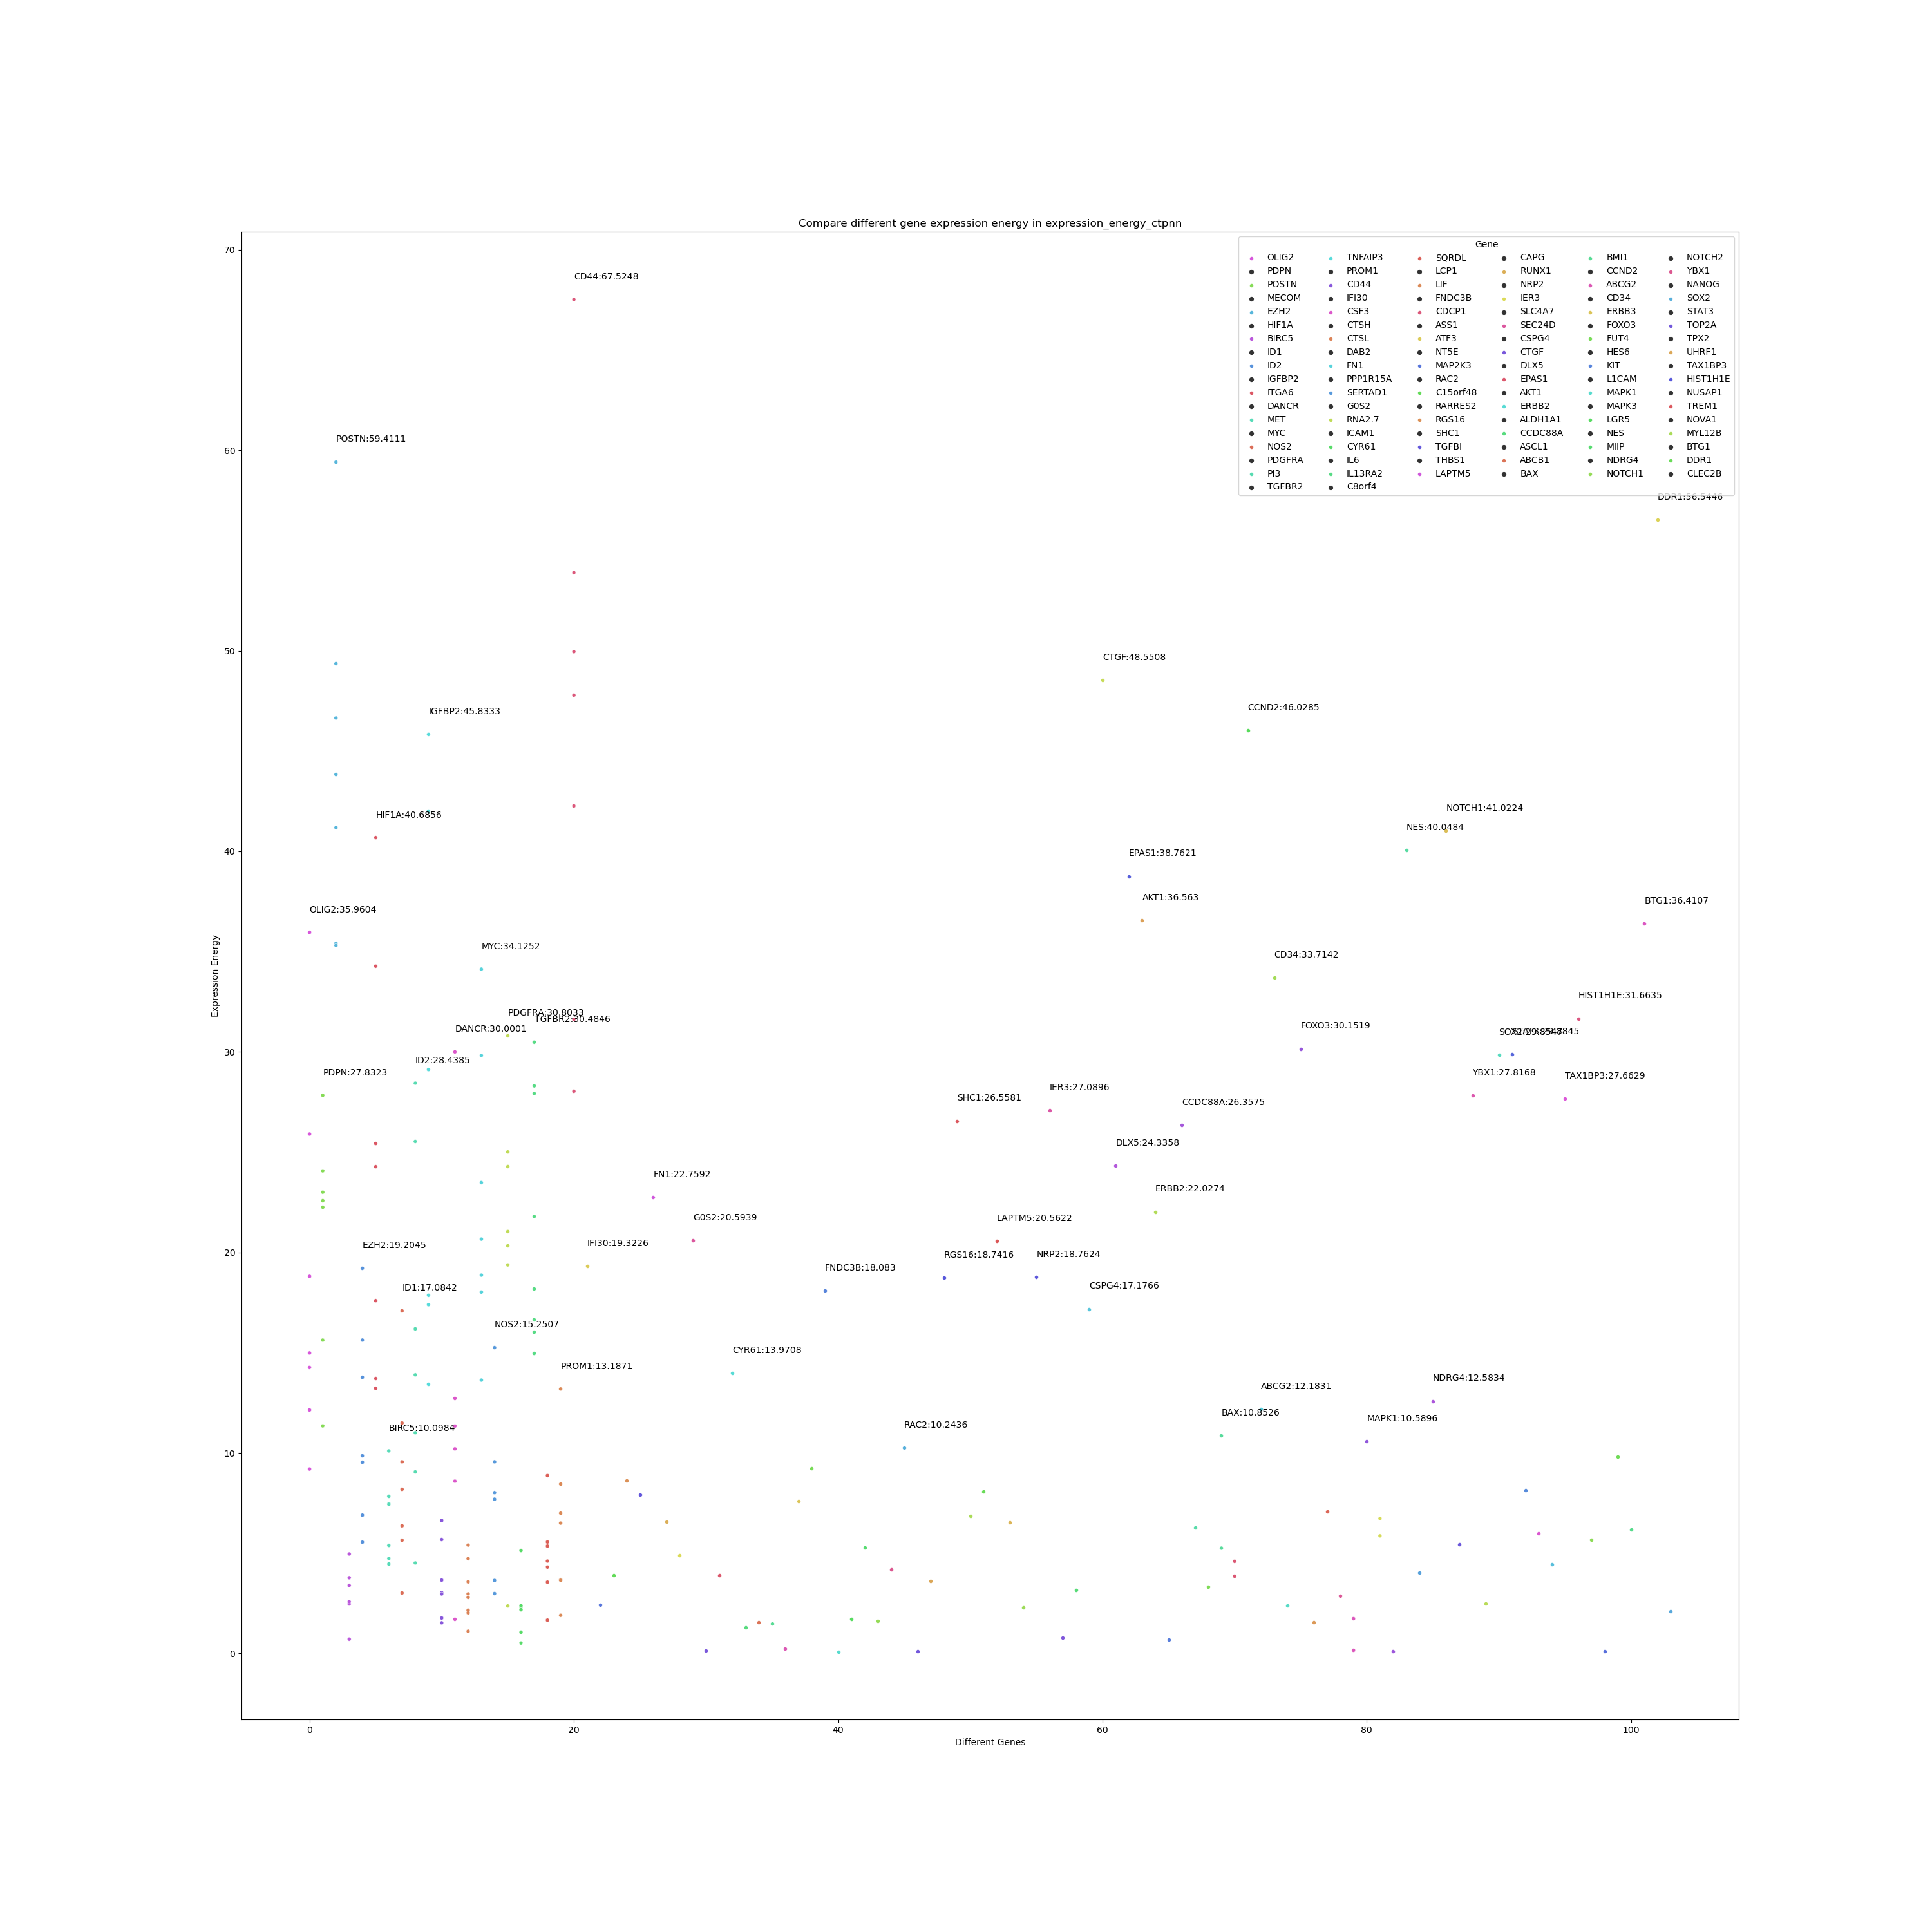 Compare different gene expression energy in expression_energy_ctpnn
Gene
OLIG2 TNFAIP3 SQRDL CAPG BMI1 NOTCH2
PDPN PROM1 LCP1 RUNX1 CCND2 YBX1
POSTN CD44 LIF NRP2 ABCG2 NANOG
MECOM IFI30 FNDC3B IER3 CD34 SOX2
EZH2 CSF3 CDCP1 SLC4A7 ERBB3 STAT3
HIF1A CTSH ASS1 SEC24D FOXO3 TOP2A
BIRC5 CTSL ATF3 CSPG4 FUT4 TPX2
ID1 DAB2 NT5E CTGF HES6 UHRF1
ID2 FN1 MAP2K3 DLX5 KIT TAX1BP3
IGFBP2 PPP1R15A RAC2 EPAS1 L1CAM HIST1H1E
ITGA6 SERTAD1 C15orf48 AKT1 MAPK1 NUSAP1
DANCR G0S2 RARRES2 ERBB2 MAPK3 TREM1
MET RNA2.7 RGS16 ALDH1A1 LGR5 NOVA1
MYC ICAM1 SHC1 CCDC88A NES MYL12B
NOS2 CYR61 TGFBI ASCL1 MIIP BTG1
PDGFRA IL6 THBS1 ABCB1 NDRG4 DDR1
PI3 IL13RA2 LAPTM5 BAX NOTCH1 CLEC2B
TGFBR2 C8orf4
70
CD44:67.5248
60
POSTN:59.4111
DDR1:56.5446
50
CTGF:48.5508
CCND2:46.0285
IGFBP2:45.8333
HIF1A:40.6856
NOTCH1:41.0224
NES:40.0484
40
EPAS1:38.7621
AKT1:36.563
BTG1:36.4107
OLIG2:35.9604
MYC:34.1252
CD34:33.7142
HIST1H1E:31.6635
PDGFRA:30.8033
TGFBR2:30.4846
DANCR:30.0001
FOXO3:30.1519
30
ID2:28.4385
PDPN:27.8323
YBX1:27.8168
TAX1BP3:27.6629
IER3:27.0896
SHC1:26.5581
CCDC88A:26.3575
DLX5:24.3358
FN1:22.7592
ERBB2:22.0274
G0S2:20.5939
LAPTM5:20.5622
20
EZH2:19.2045
IFI30:19.3226
RGS16:18.7416
NRP2:18.7624
FNDC3B:18.083
CSPG4:17.1766
ID1:17.0842
NOS2:15.2507
CYR61:13.9708
PROM1:13.1871
NDRG4:12.5834
ABCG2:12.1831
BAX:10.8526
MAPK1:10.5896
RAC2:10.2436
BIRC5:10.0984
10
0
Expression Energy
0 20 40 60 80 100
Different Genes